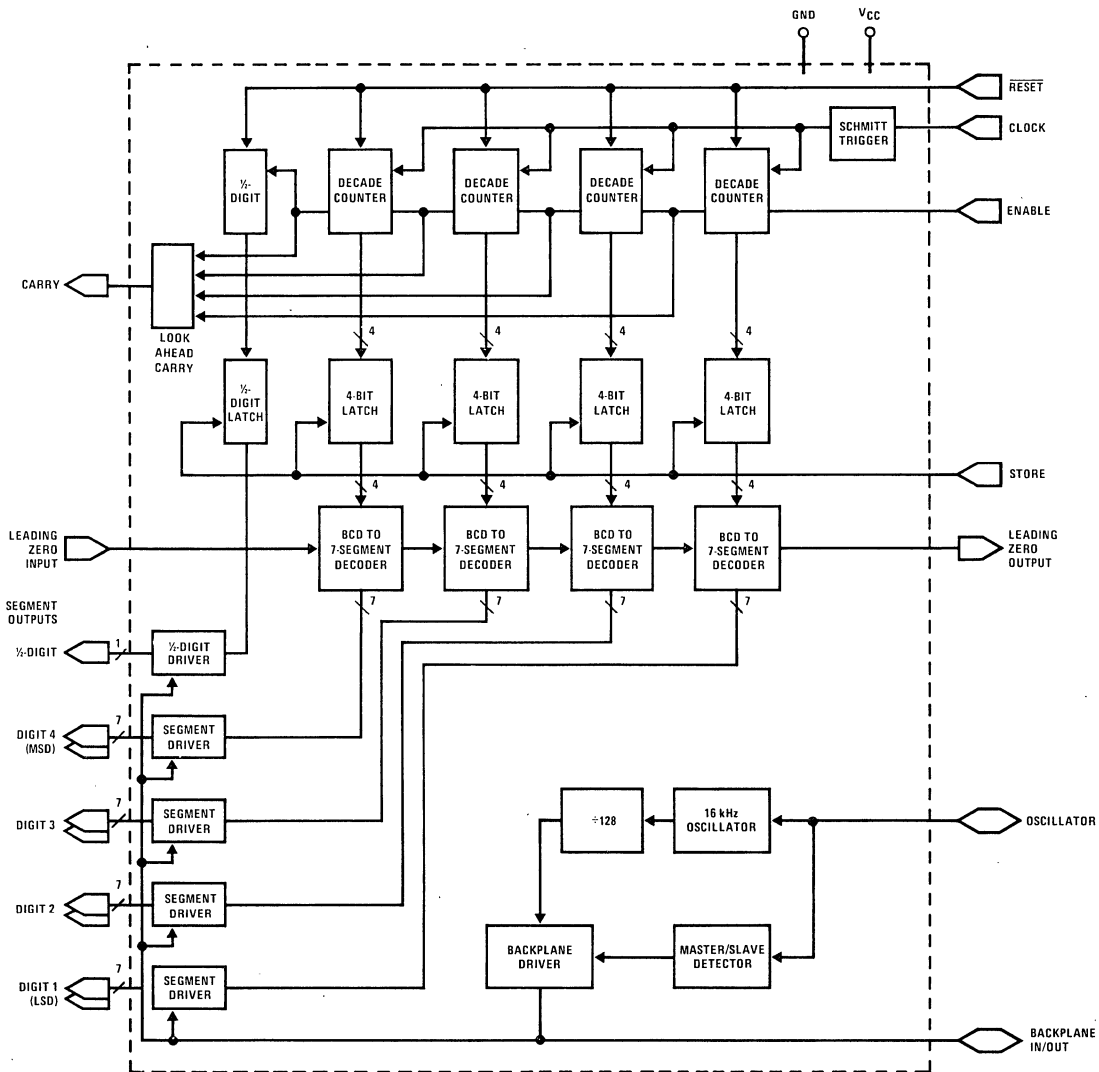 GND
VCC
RESET
CLOCK
SCHMITT
TRIGGER
½-
DIGIT
DECADE
COUNTER
DECADE
COUNTER
DECADE
COUNTER
DECADE
COUNTER
ENABLE
CARRY
LOOK
AHEAD
CARRY
4
4
4
4
½-
DIGIT
LATCH
4-BIT
LATCH
4-BIT
LATCH
4-BIT
LATCH
4-BIT
LATCH
STORE
4
4
4
4
LEADING
ZERO
INPUT
BCD TO
7-SEGMENT
DECODER
BCD TO
7-SEGMENT
DECODER
BCD TO
7-SEGMENT
DECODER
BCD TO
7-SEGMENT
DECODER
LEADING
ZERO
OUTPUT
7
7
7
7
SEGMENT
OUTPUTS
½-DIGIT
1
½-DIGIT
DRIVER
DIGIT 4
(MSD)
7
SEGMENT
DRIVER
DIGIT 3
7
SEGMENT
DRIVER
÷128
16 kHz
OSCILLATOR
OSCILLATOR
DIGIT 2
7
SEGMENT
DRIVER
BACKPLANE
DRIVER
MASTER/SLAVE
DETECTOR
DIGIT 1
(LSD)
7
SEGMENT
DRIVER
BACKPLANE
IN/OUT